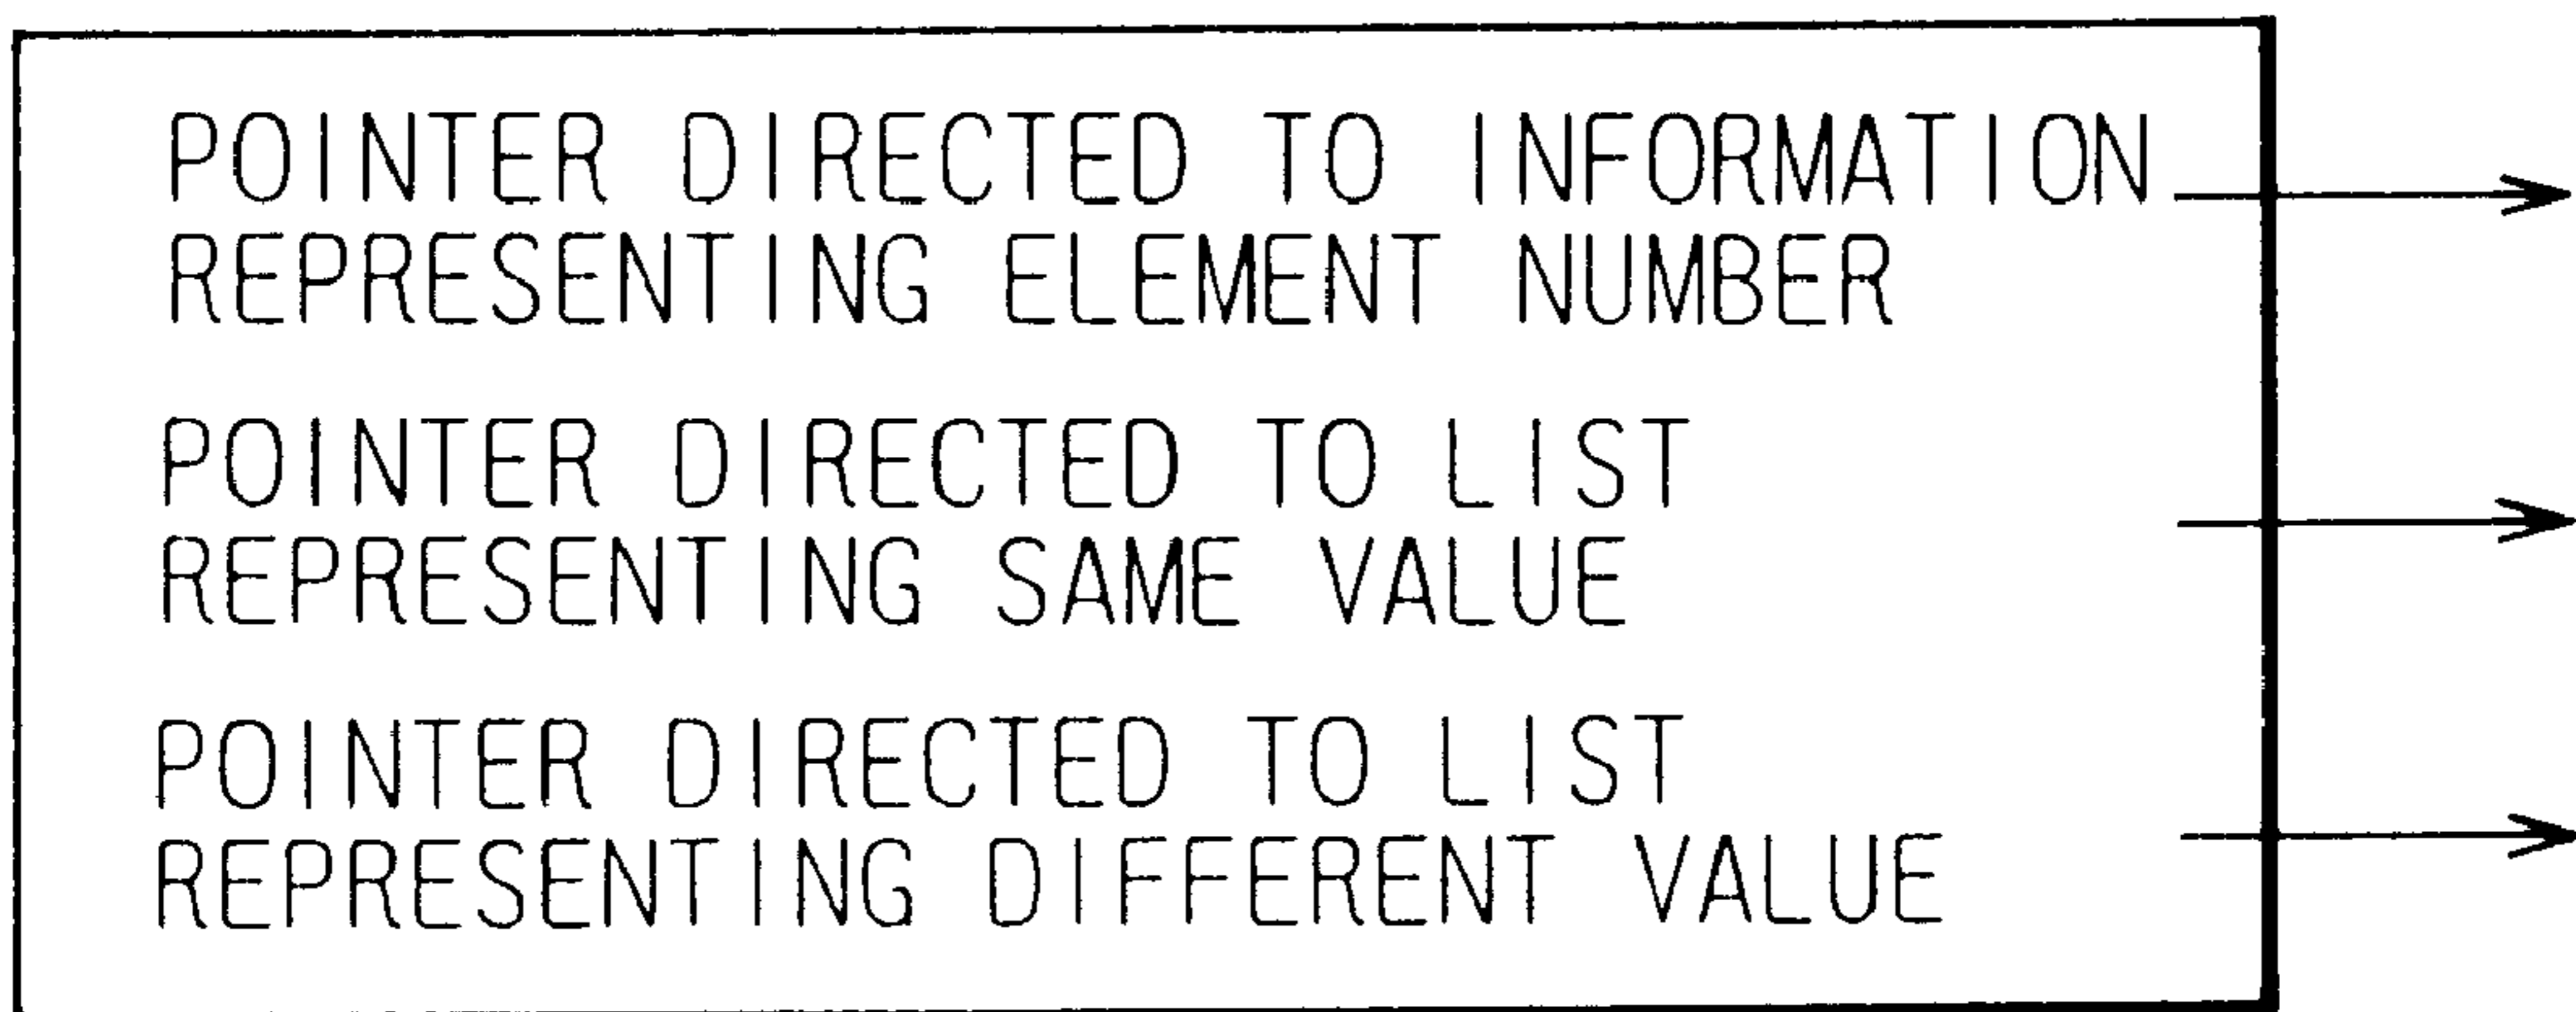 POINTER DIRECTED TO INFORMATION
REPRESENTING ELEMENT NUMBER
POINTER DIRECTED TO LIST
REPRESENTING SAME VALUE
POINTER DIRECTED TO LIST
REPRESENTING DIFFERENT VALUE